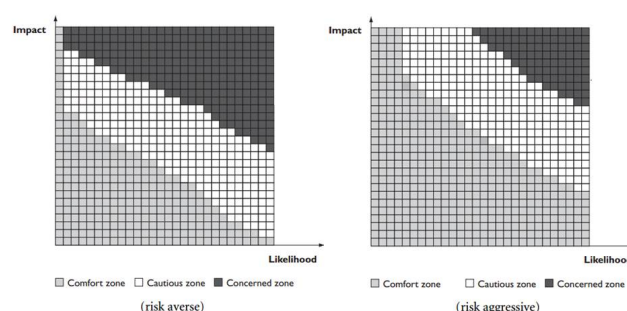 Impact
Likelihood
Comfort zone Cautious zone Concerned zone
(risk averse)
Impact
Likelihood
Comfort zone Cautious zone Concerned zone
(risk aggressive)